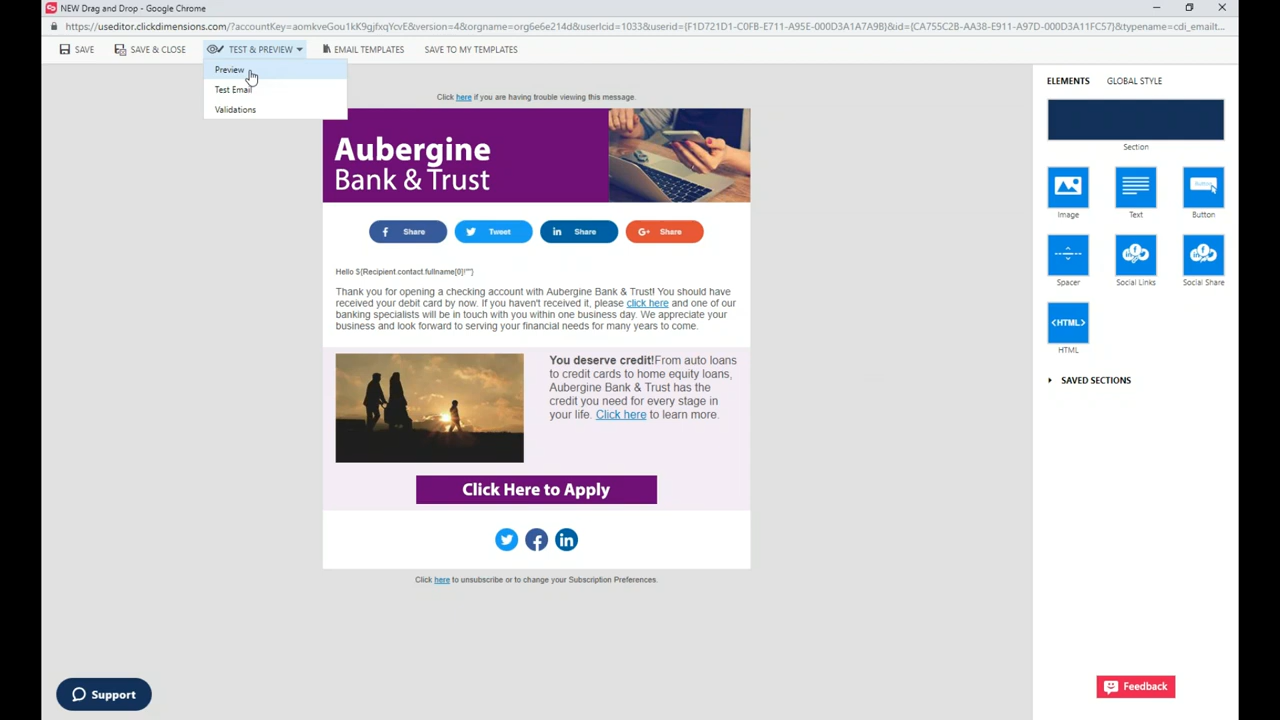 NEW Drag and Drop - Google Chrome
SAVE
SAVE & CLOSE
TEST & PREVIEW
EMAIL TEMPLATES
SAVE TO MY TEMPLATES
Preview
Test Email
Validations
Click here if you are having trouble viewing this message.
Aubergine
Bank & Trust
Share
Tweet
Share
Share
Hello ${Recipient contact fullname[0]!""}
Thank you for opening a checking account with Aubergine Bank & Trust! You should have
received your debit card by now. If you haven't received it, please click here and one of our
banking specialists will be in touch with you within one business day. We appreciate your
business and look forward to serving your financial needs for many years to come.
You deserve credit!From auto loans
to credit cards to home equity loans,
Aubergine Bank & Trust has the
credit you need for every stage in
your life. Click here to learn more.
Click Here to Apply
Click here to unsubscribe or to change your Subscription Preferences.
ELEMENTS
GLOBAL STYLE
Section
Image
Text
Button
Spacer
Social Links
Social Share
<HTML>
HTML
SAVED SECTIONS
Support
Feedback